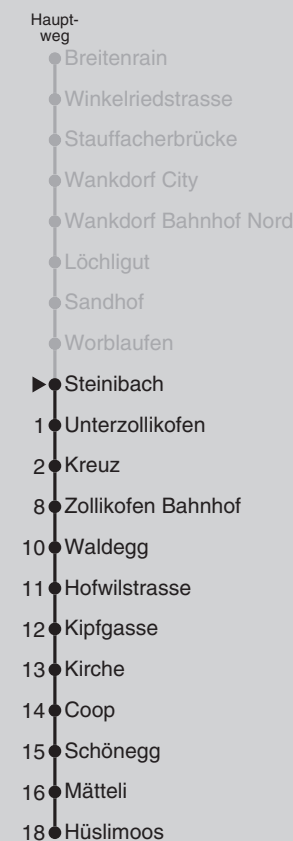 Haupt-
weg
Breitenrain
Winkelriedstrasse
Stauffacherbrücke
Wankdorf City
Wankdorf Bahnhof Nord
Löchligut
Sandhof
Worblaufen
Steinibach
1 Unterzollikofen
2 Kreuz
8 Zollikofen Bahnhof
10 Waldegg
11 Hofwilstrasse
12 Kipfgasse
13 Kirche
14 Coop
15 Schönegg
16 Mätteli
18 Hüslimoos